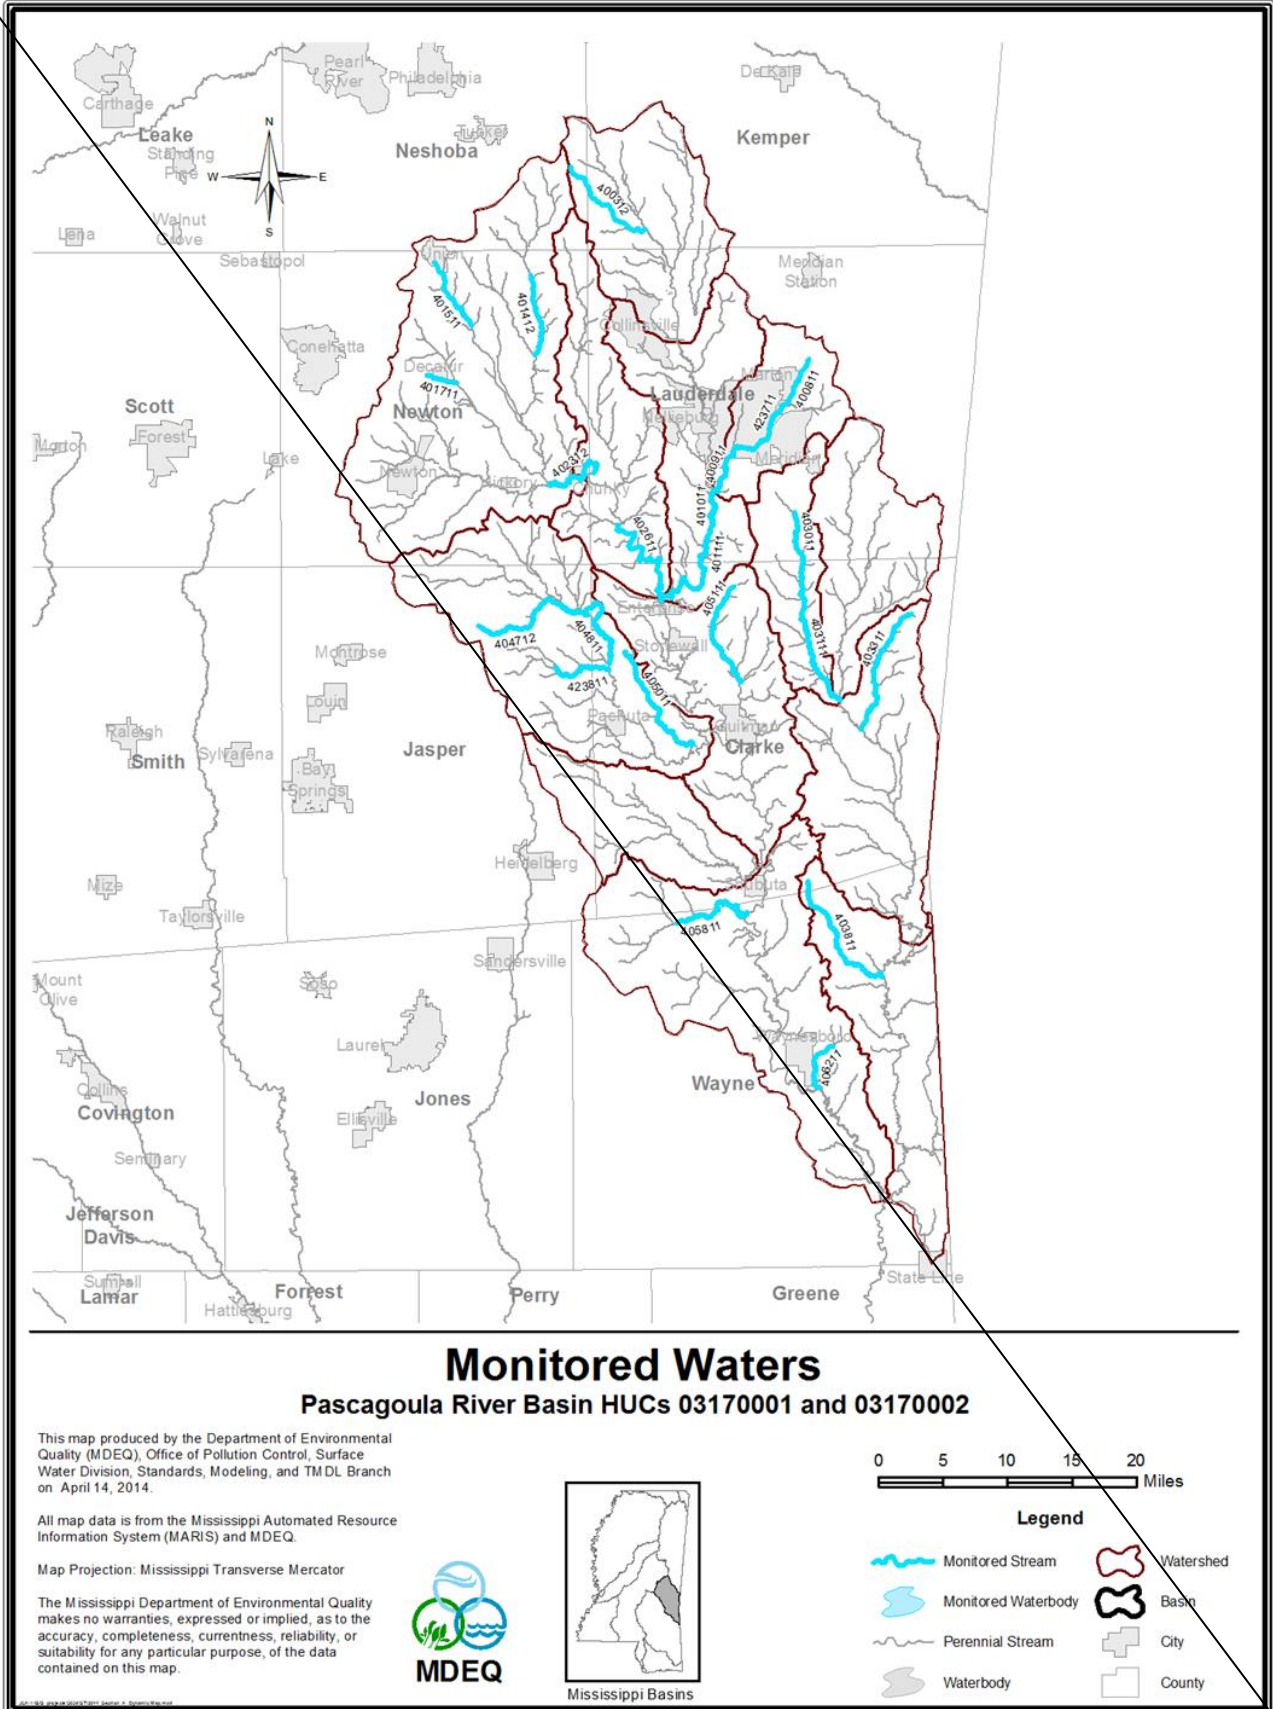 Pearl
River
Philadelphia
De Kalb
Carthage
Leake
Standing
Pine
Tucker
Neshoba
Kemper
N
W
E
S
Walnut
Grove
Lena
Sebastopol
Union
Meridian
Station
400312
401511
401412
Conehatta
Collinsville
Decatur
401711
Newton
Marion
Lauderdale
Nellieburg
400811
423711
Scott
Forest
Morton
Lake
Newton
Hickory
402312
Chunky
Meridian
400911
401011
402611
401111
403011
Enterprise
405111
404712
404811
Stonewall
403111
403311
Montrose
423811
405011
Louin
Pachuta
Quitman
Raleigh
Smith
Sylvarena
Jasper
Clarke
Bay
Springs
Heidelberg
Mize
Shubuta
Taylorsville
405811
403811
Sandersville
Mount
Olive
Soso
Laurel
Waynesboro
Collins
Covington
Jones
Ellisville
Wayne
406211
Seminary
Jefferson
Davis
Sumrall
Lamar
Forrest
Hattiesburg
Perry
Greene
State Line
Monitored Waters
Pascagoula River Basin HUCs 03170001 and 03170002
This map produced by the Department of Environmental
Quality (MDEQ), Office of Pollution Control, Surface
Water Division, Standards, Modeling, and TMDL Branch
on April 14, 2014.
All map data is from the Mississippi Automated Resource
Information System (MARIS) and MDEQ.
Map Projection: Mississippi Transverse Mercator
The Mississippi Department of Environmental Quality
makes no warranties, expressed or implied, as to the
accuracy, completeness, currentness, reliability, or
suitability for any particular purpose, of the data
contained on this map.
MDEQ
Mississippi Basins
0 5 10 15 20
Miles
Legend
Monitored Stream
Watershed
Monitored Waterbody
Basin
Perennial Stream
City
Waterbody
County